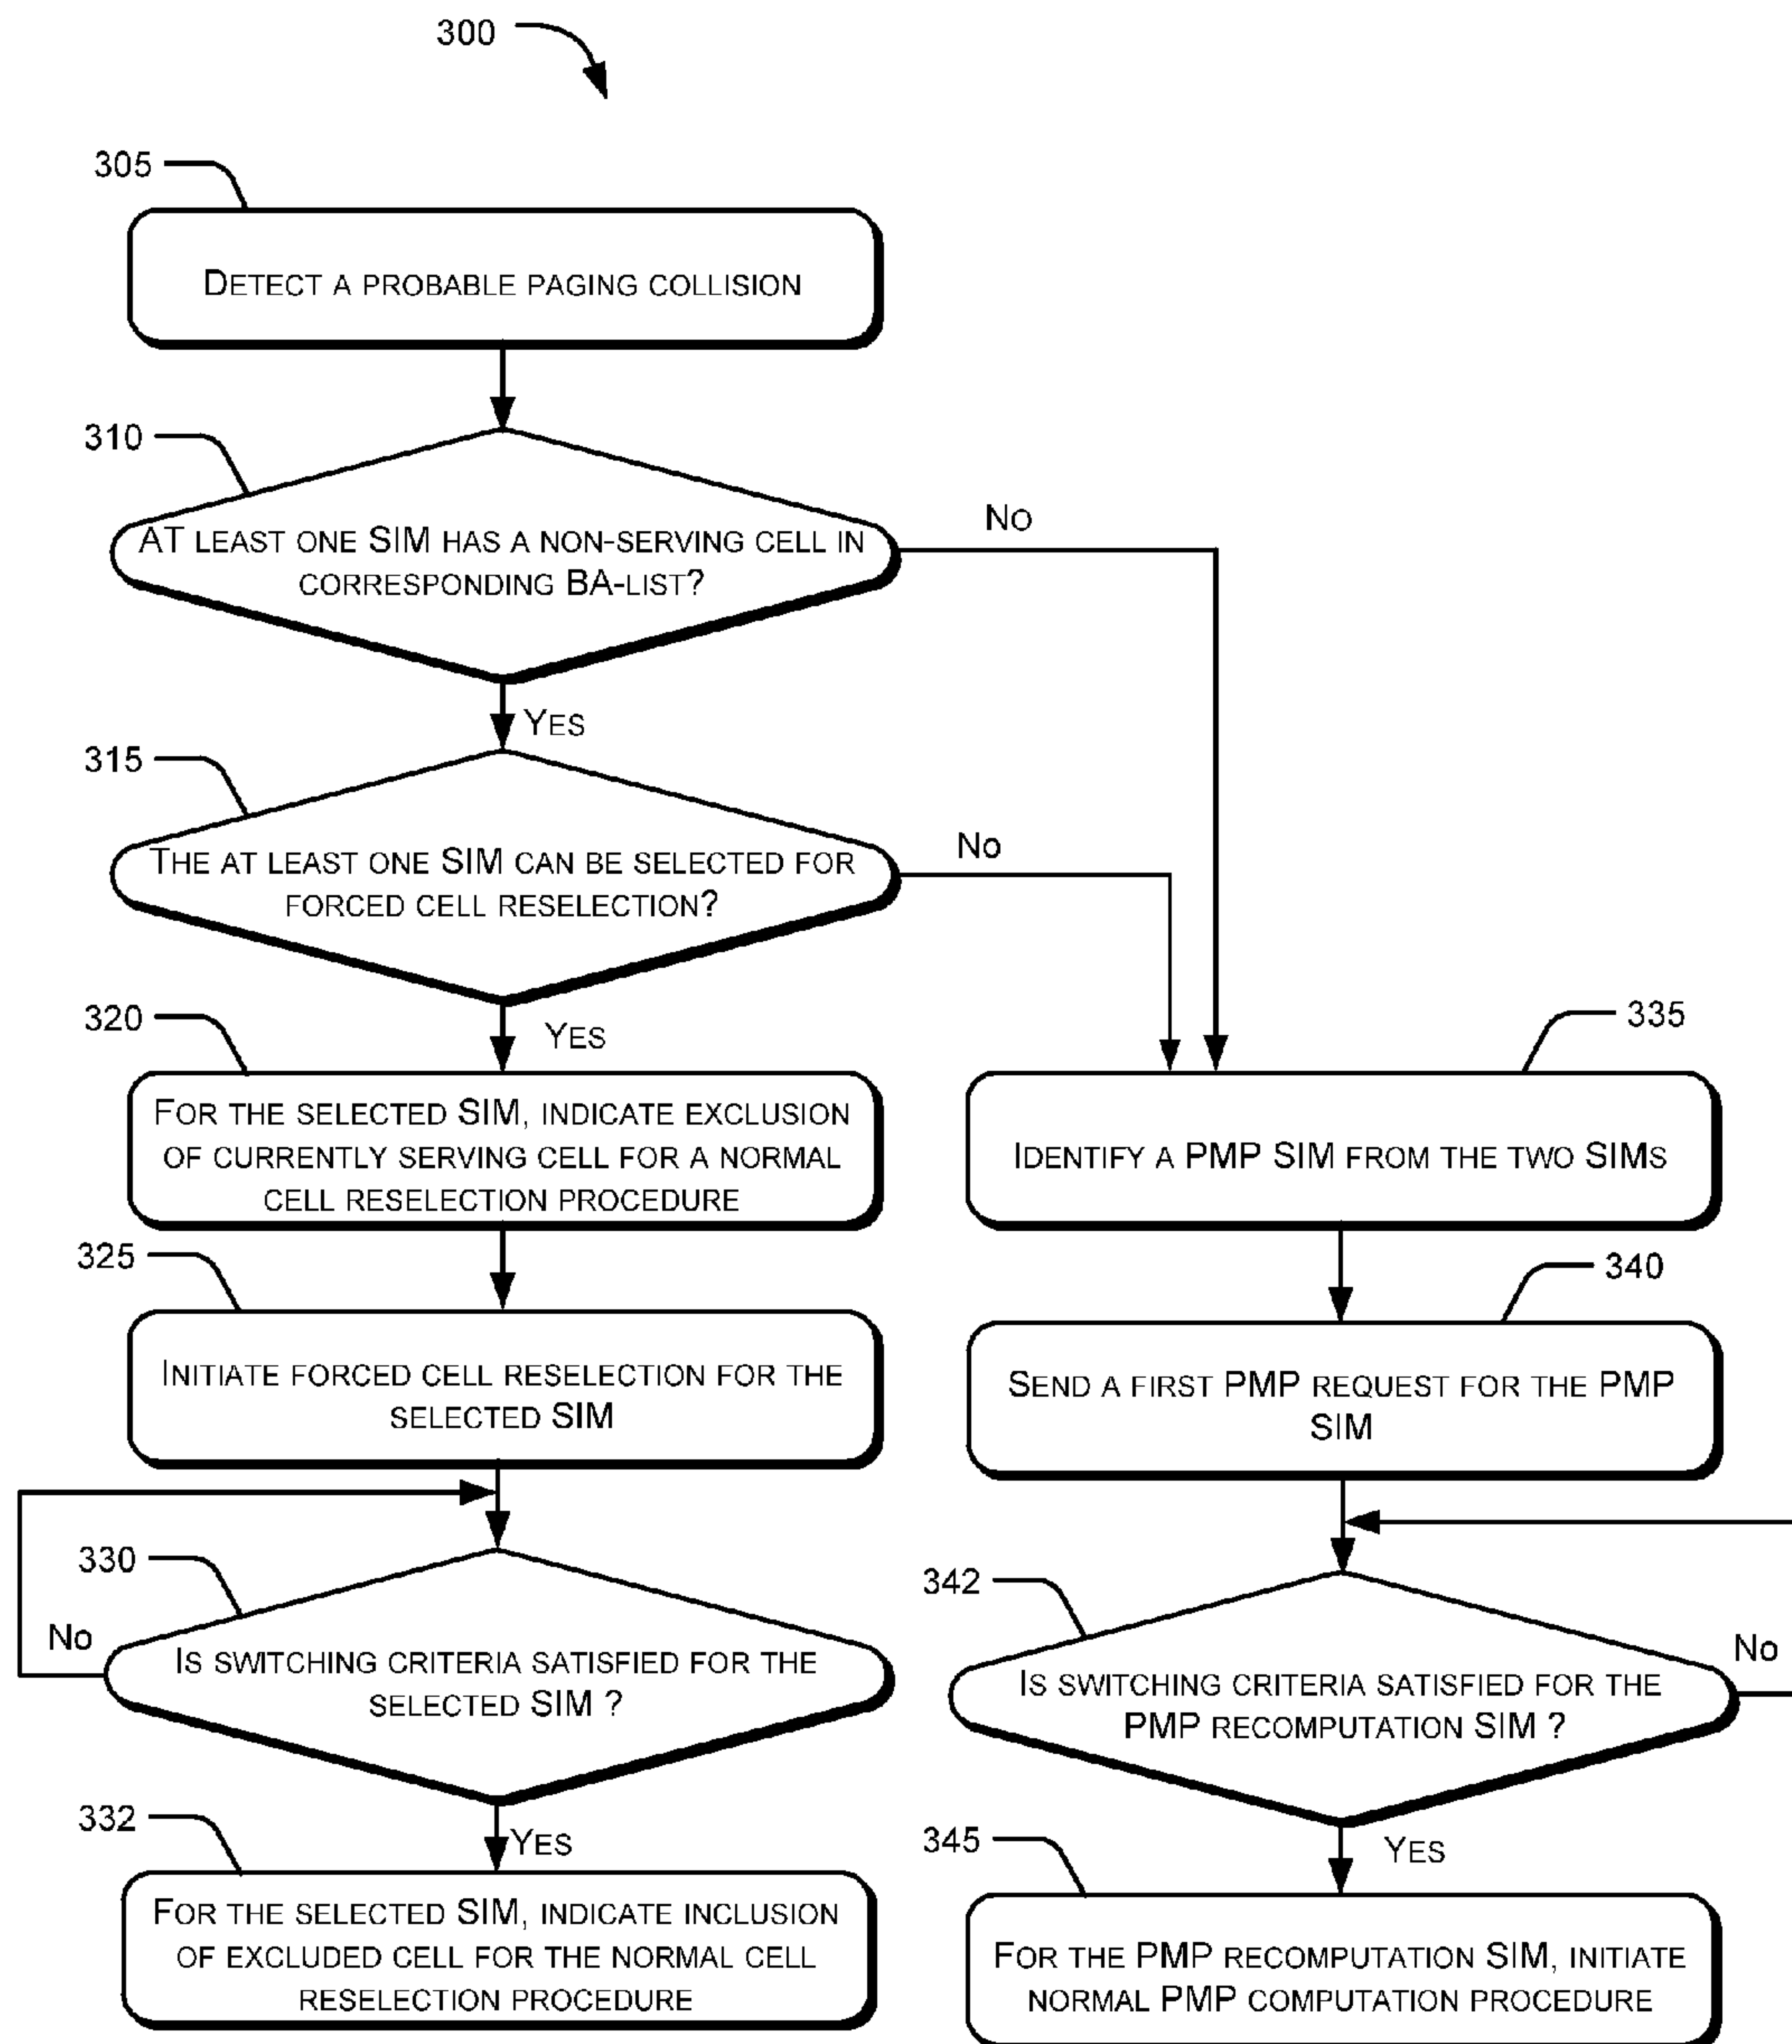 300
305
DETECT A PROBABLE PAGING COLLISION
310
AT LEAST ONE SIM HAS A NON-SERVING CELL IN
CORRESPONDING BA-LIST?
NO
YES
315
THE AT LEAST ONE SIM CAN BE SELECTED FOR
FORCED CELL RESELECTION?
NO
YES
320
FOR THE SELECTED SIM, INDICATE EXCLUSION
OF CURRENTLY SERVING CELL FOR A NORMAL
CELL RESELECTION PROCEDURE
325
INITIATE FORCED CELL RESELECTION FOR THE
SELECTED SIM
330
NO
IS SWITCHING CRITERIA SATISFIED FOR THE
SELECTED SIM ?
YES
332
FOR THE SELECTED SIM, INDICATE INCLUSION
OF EXCLUDED CELL FOR THE NORMAL CELL
RESELECTION PROCEDURE
335
IDENTIFY A PMP SIM FROM THE TWO SIMS
340
SEND A FIRST PMP REQUEST FOR THE PMP
SIM
342
NO
IS SWITCHING CRITERIA SATISFIED FOR THE
PMP RECOMPUTATION SIM ?
YES
345
FOR THE PMP RECOMPUTATION SIM, INITIATE
NORMAL PMP COMPUTATION PROCEDURE